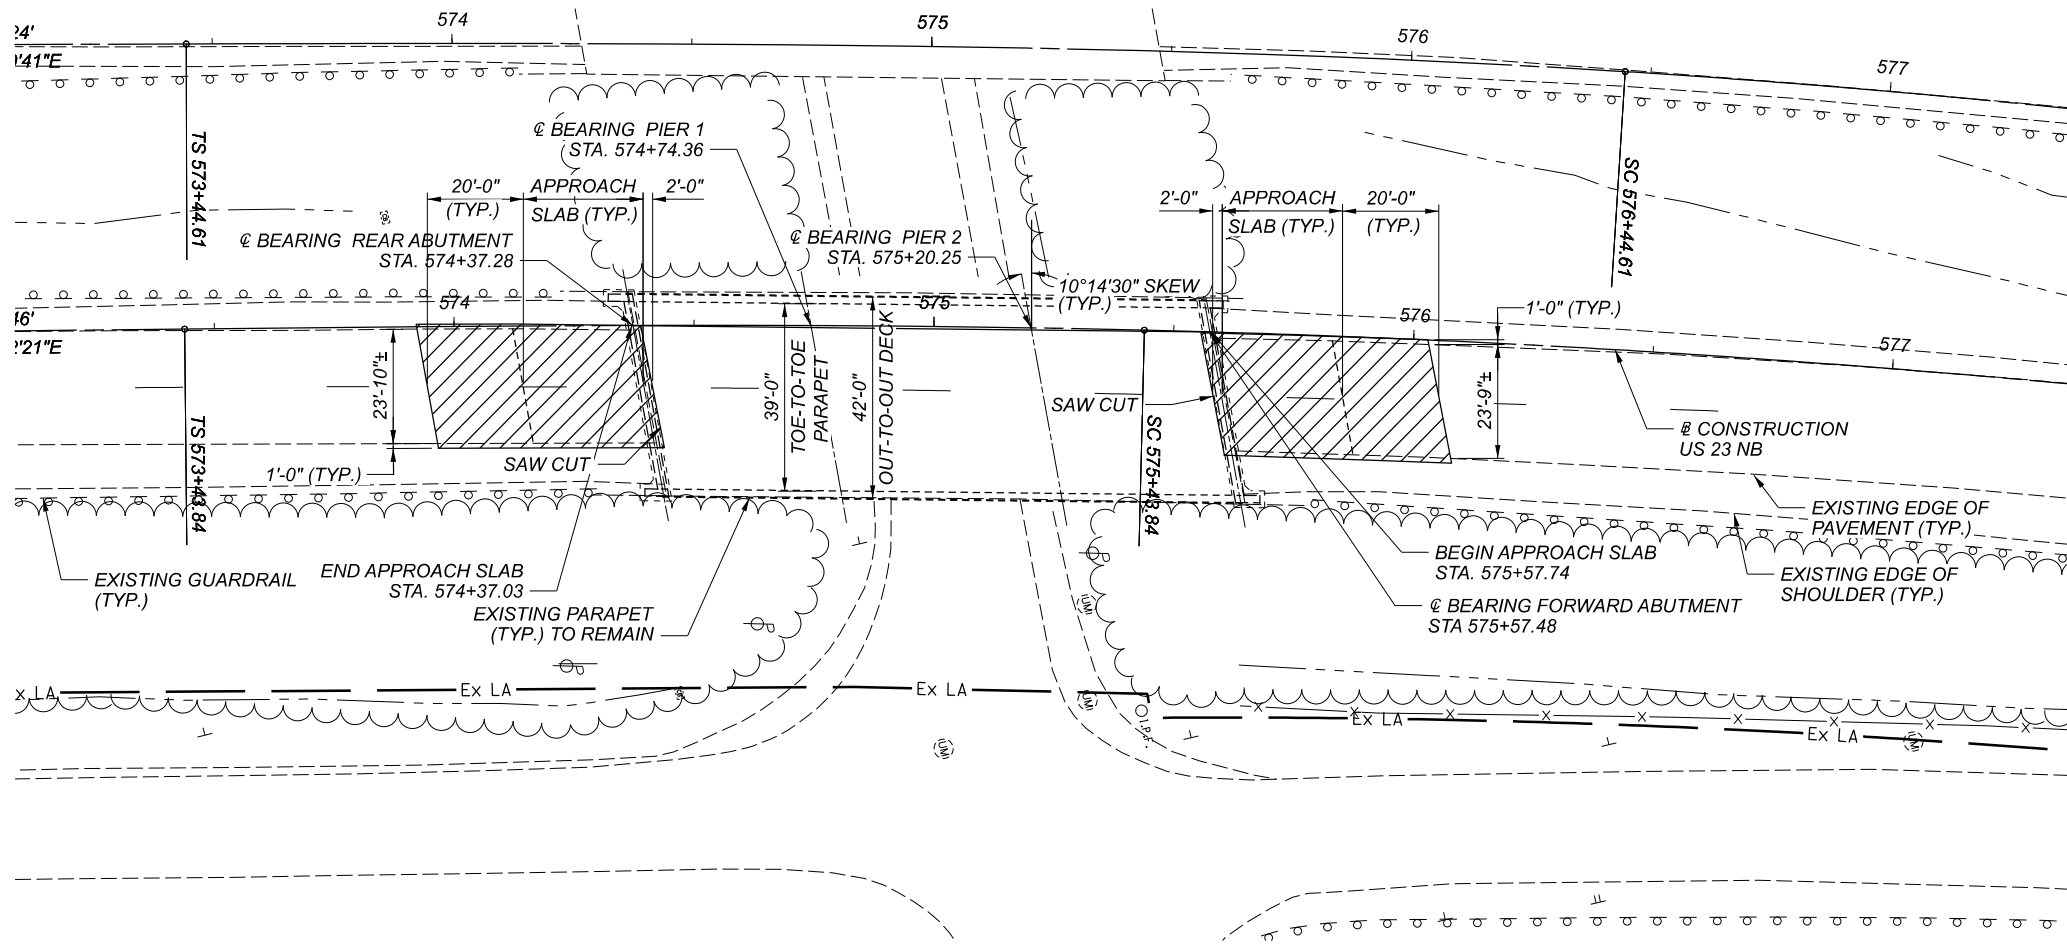 574
575
576
577
24'
'41"E
TS 573+44.61
SC 576+44.61
℄ BEARING PIER 1
STA. 574+74.36
20'-0"
(TYP.)
APPROACH
SLAB (TYP.)
2'-0"
2'-0"
APPROACH
SLAB (TYP.)
20'-0"
(TYP.)
℄ BEARING REAR ABUTMENT
STA. 574+37.28
℄ BEARING PIER 2
STA. 575+20.25
10°14'30" SKEW
(TYP.)
574
575
576
577
46'
2'21"E
1'-0" (TYP.)
23'-10"±
39'-0"
TOE-TO-TOE
PARAPET
42'-0"
OUT-TO-OUT DECK
SAW CUT
23'-9"±
℄ CONSTRUCTION
US 23 NB
TS 573+43.84
SC 575+43.84
1'-0" (TYP.)
SAW CUT
EXISTING EDGE OF
PAVEMENT (TYP.)
EXISTING GUARDRAIL
(TYP.)
END APPROACH SLAB
STA. 574+37.03
BEGIN APPROACH SLAB
STA. 575+57.74
EXISTING EDGE OF
SHOULDER (TYP.)
EXISTING PARAPET
(TYP.) TO REMAIN
℄ BEARING FORWARD ABUTMENT
STA 575+57.48
x LA
Ex LA
Ex LA
I.P.F.
Ex LA
Ex LA